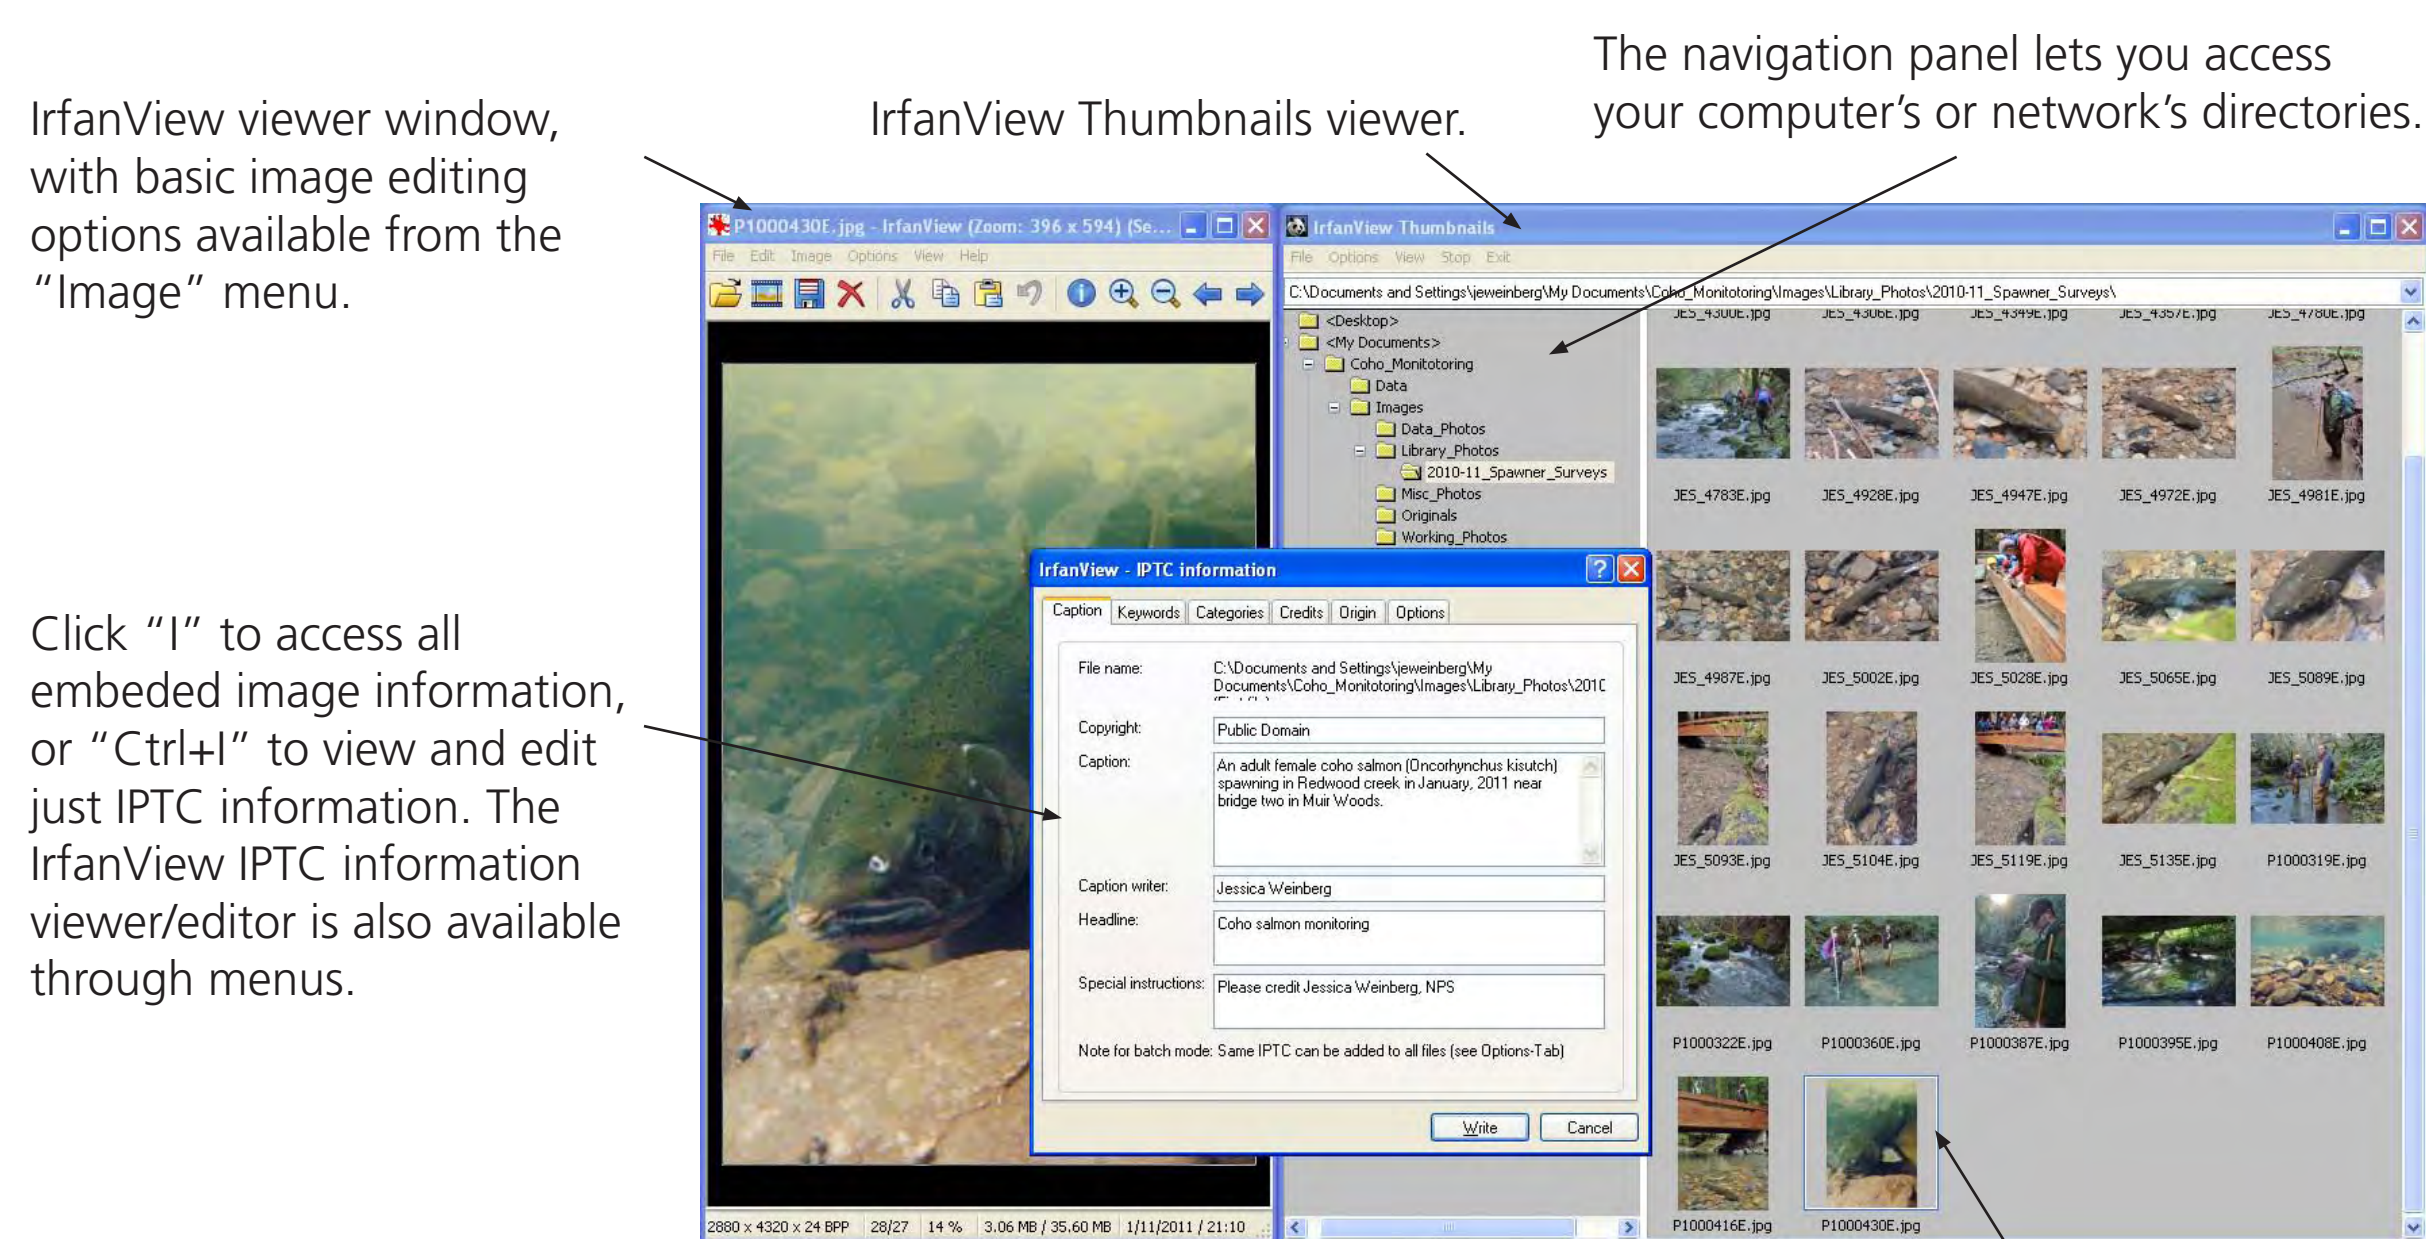 The navigation panel lets you access
your computer's or network's directories.
IrfanView viewer window,
with basic image editing
options available from the
"Image" menu.
IrfanView Thumbnails viewer.
Click "I" to access all
embeded image information,
or "Ctrl+I" to view and edit
just IPTC information. The
IrfanView IPTC information
viewer/editor is also available
through menus.
P1000430E.jpg - IrfanView (Zoom: 396 x 594) (Se...
File Edit Image Options View Help
2880 x 4320 x 24 BPP 28/27 14 % 3.06 MB / 35.60 MB 1/11/2011 / 21:10
IrfanView Thumbnails
File Options View Stop Exit
C:\Documents and Settings\jeweinberg\My Documents\Coho_Monitotoring\Images\Library_Photos\2010-11_Spawner_Surveys\
<Desktop>
<My Documents>
Coho_Monitotoring
Data
Images
Data_Photos
Library_Photos
2010-11_Spawner_Surveys
Misc_Photos
Originals
Working_Photos
JES_4300E.jpg JES_4306E.jpg JES_4349E.jpg JES_4357E.jpg JES_4780E.jpg
JES_4783E.jpg JES_4928E.jpg JES_4947E.jpg JES_4972E.jpg JES_4981E.jpg
JES_4987E.jpg JES_5002E.jpg JES_5028E.jpg JES_5065E.jpg JES_5089E.jpg
JES_5093E.jpg JES_5104E.jpg JES_5119E.jpg JES_5135E.jpg P1000319E.jpg
P1000322E.jpg P1000360E.jpg P1000387E.jpg P1000395E.jpg P1000408E.jpg
P1000416E.jpg P1000430E.jpg
IrfanView - IPTC information
Caption Keywords Categories Credits Origin Options
File name: C:\Documents and Settings\jeweinberg\My
Documents\Coho_Monitotoring\Images\Library_Photos\201C
Copyright: Public Domain
Caption: An adult female coho salmon (Oncorhynchus kisutch)
spawning in Redwood creek in January, 2011 near
bridge two in Muir Woods.
Caption writer: Jessica Weinberg
Headline: Coho salmon monitoring
Special instructions: Please credit Jessica Weinberg, NPS
Note for batch mode: Same IPTC can be added to all files (see Options-Tab)
Write Cancel